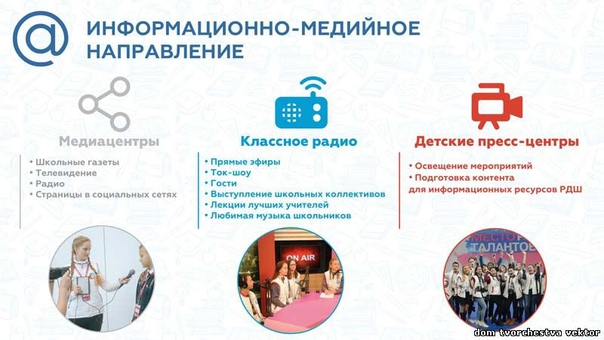 @ ИНФОРМАЦИОННО-МЕДИЙНОЕ
НАПРАВЛЕНИЕ
Медиацентры
• Школьные газеты
• Телевидение
• Радио
• Страницы в социальных сетях
Классное радио
• Прямые эфиры
• Ток-шоу
• Гости
• Выступление школьных коллективов
• Лекции лучших учителей
• Любимая музыка школьников
Детские пресс-центры
• Освещение мероприятий
• Подготовка контента
для информационных ресурсов РДШ
ON AIR
ТАЛАНТОВ
dom tvorchestva vektor